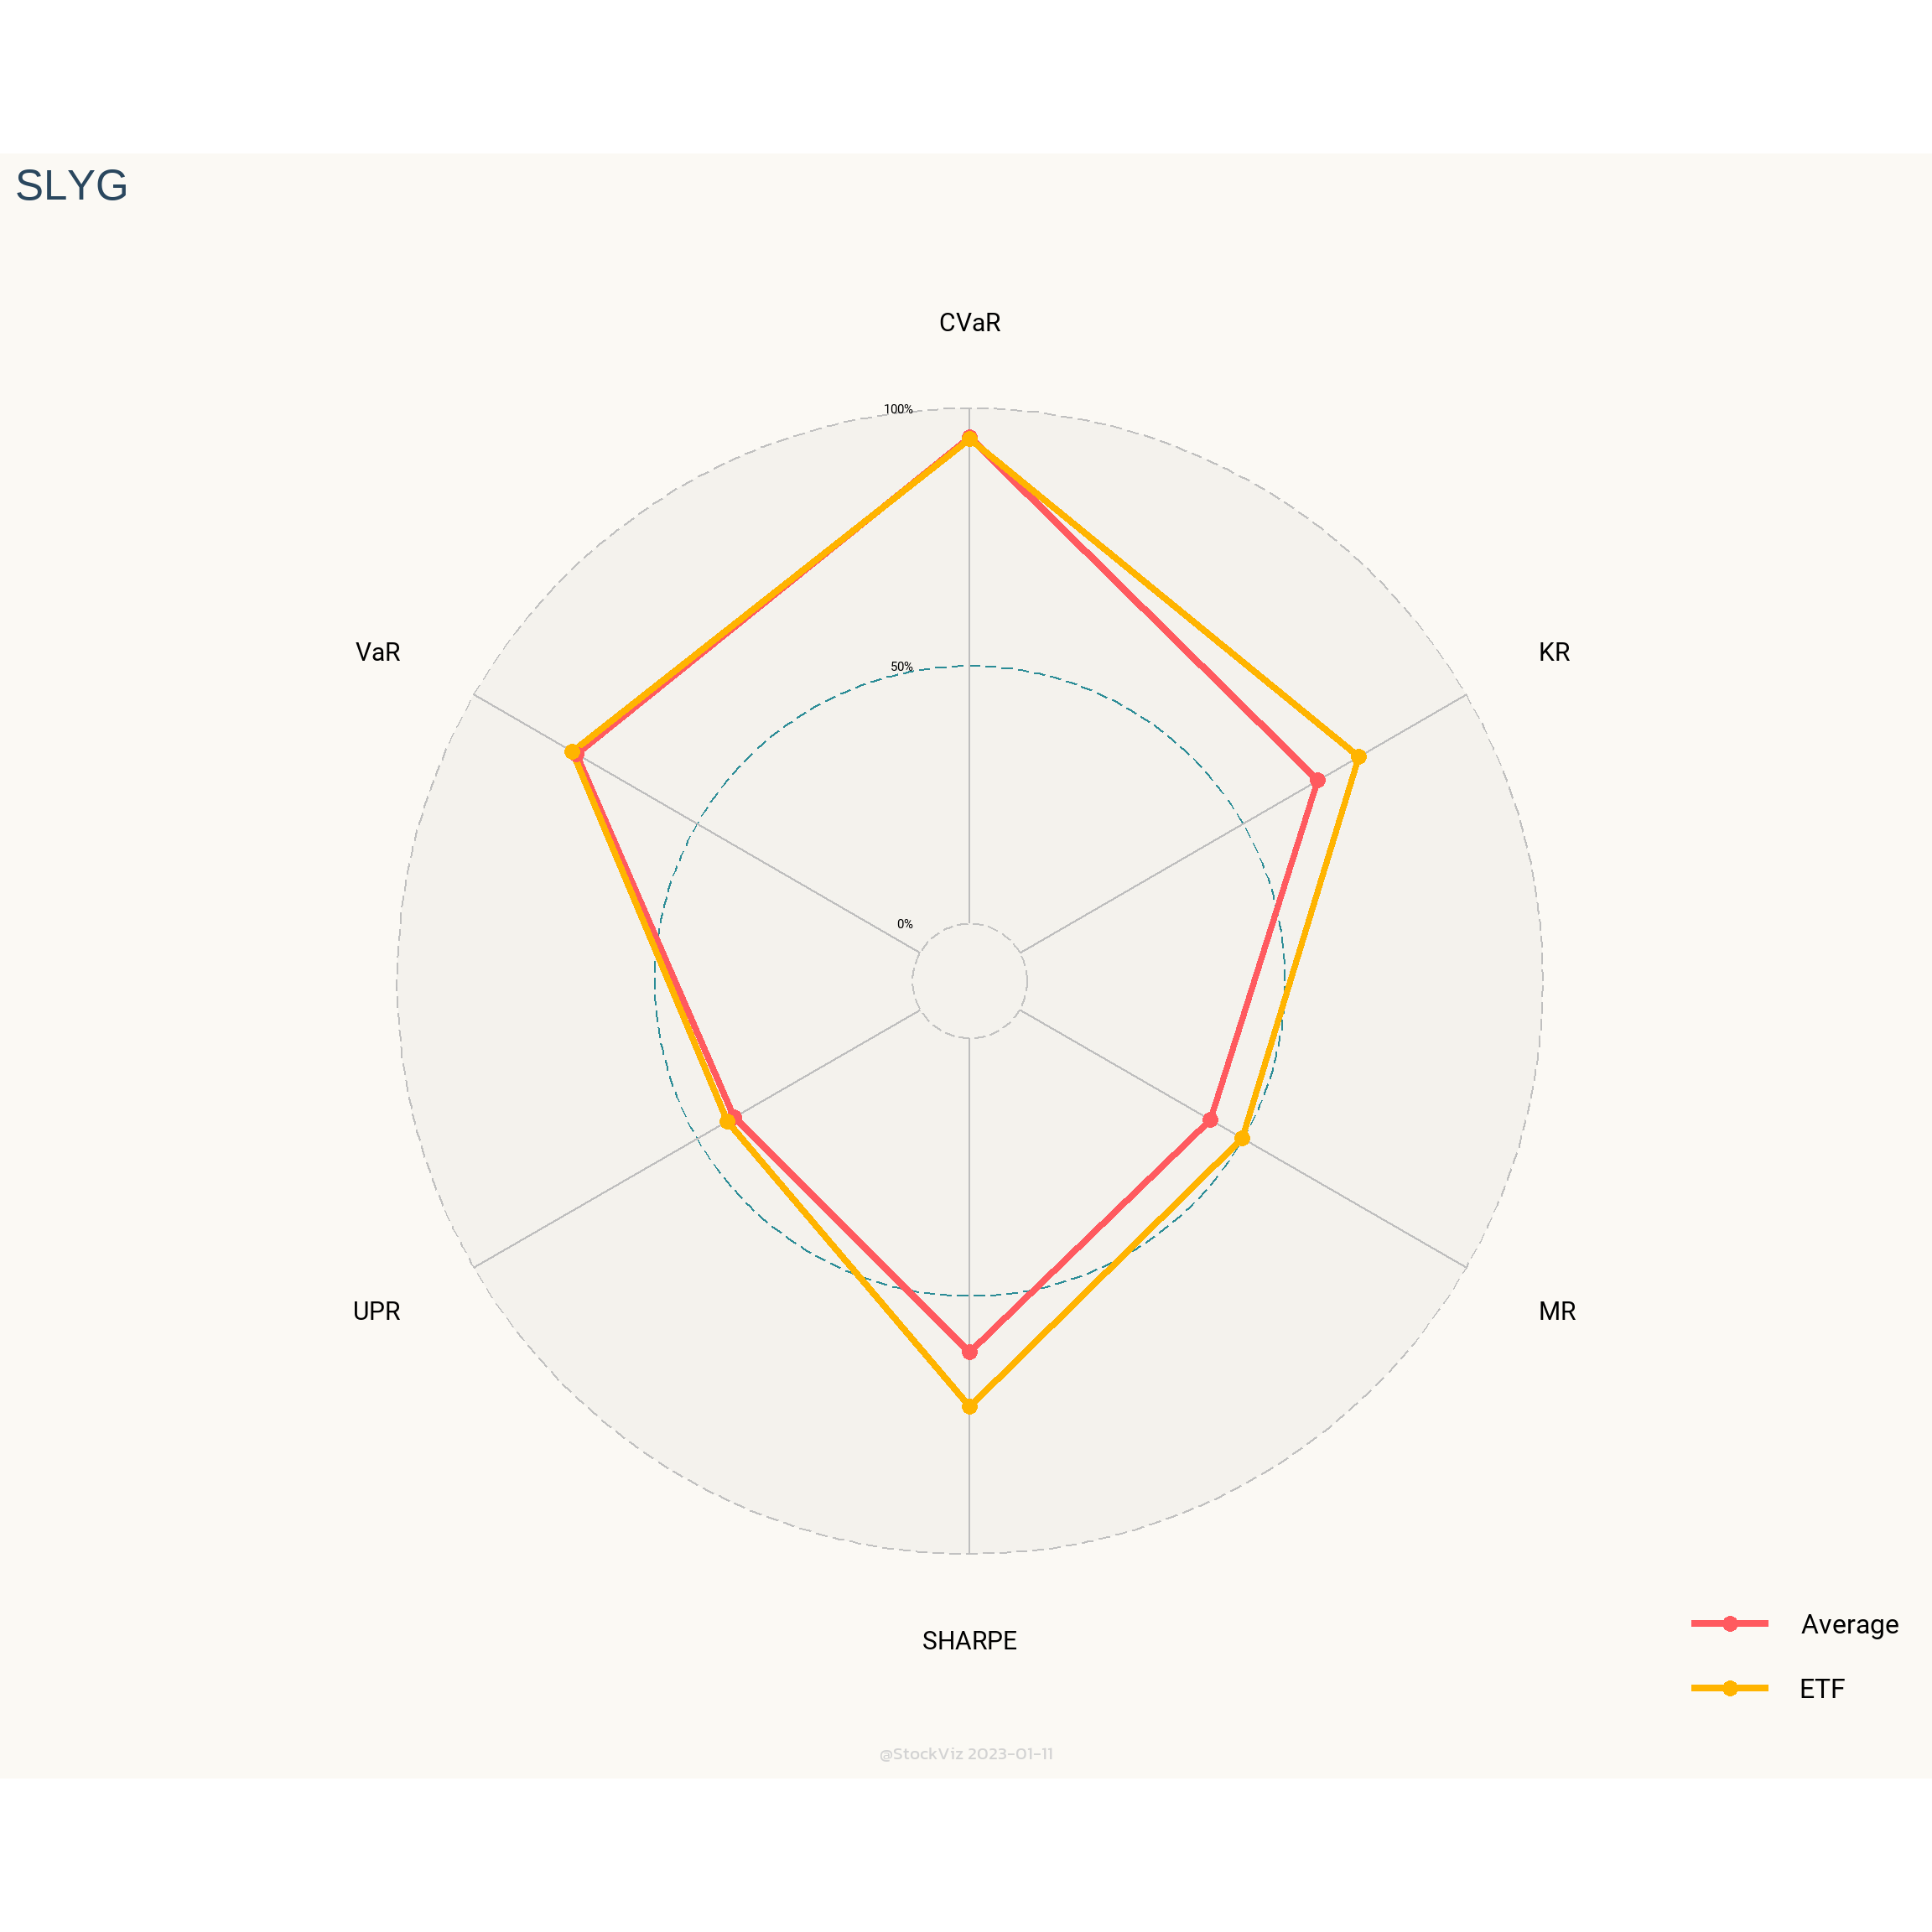 SLYG
CVaR
100%
KR
VaR
50%
0%
UPR
MR
SHARPE
Average
ETF
@StockViz 2023-01-11